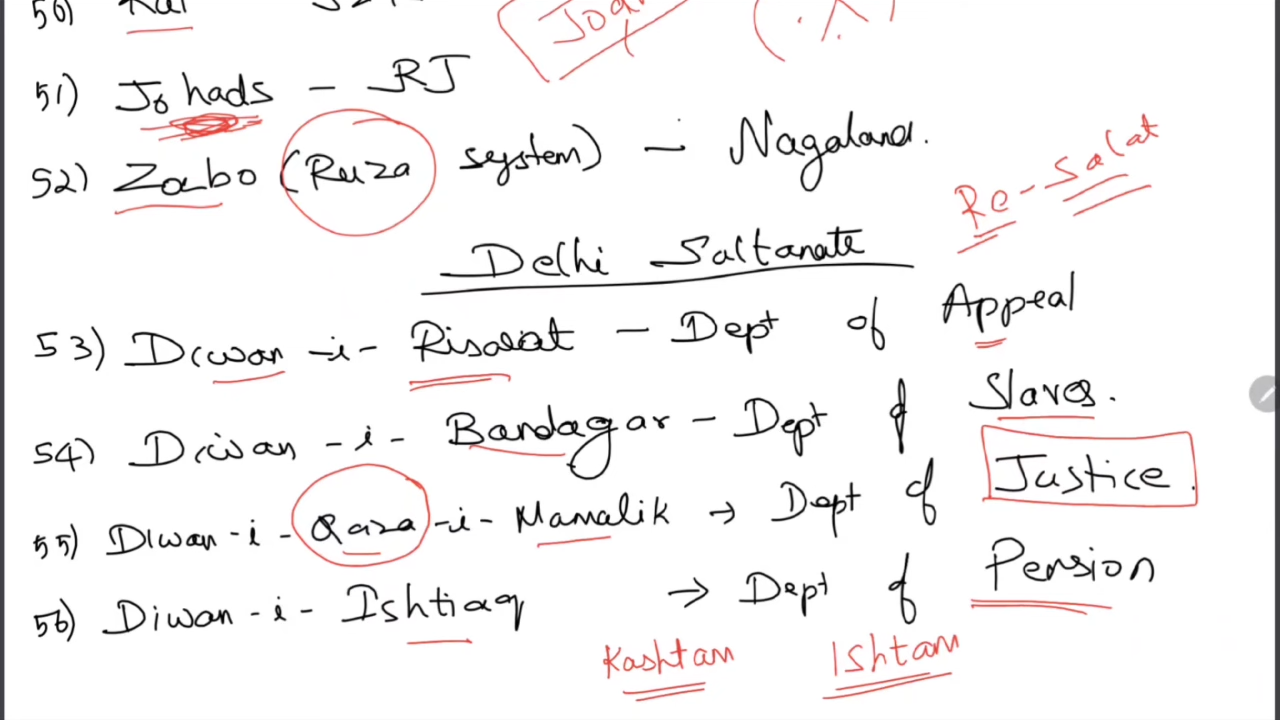 50)
51) Johads - RJ
52) Zabo (Ruza system) - Nagaland.
Re-Salat
Delhi Saltanate
53) Diwan -i- Risalat - Dept of Appeal
54) Diwan -i- Bandagar - Dept of Slaves.
55) Diwan-i- Qaza -i- Mamalik → Dept of Justice.
56) Diwan-i- Ishtiaq → Dept of Pension
Kashtam Ishtam